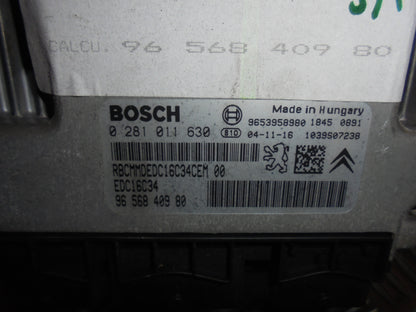 CALCU. 96 568 409 80
BOSCH
Made in Hungary
0 281 011 630
610
9653958980 1845 0891
04-11-16 1039S07238
RBCMMDEDC16C34CEM 00
EDC16C34
96 568 409 80